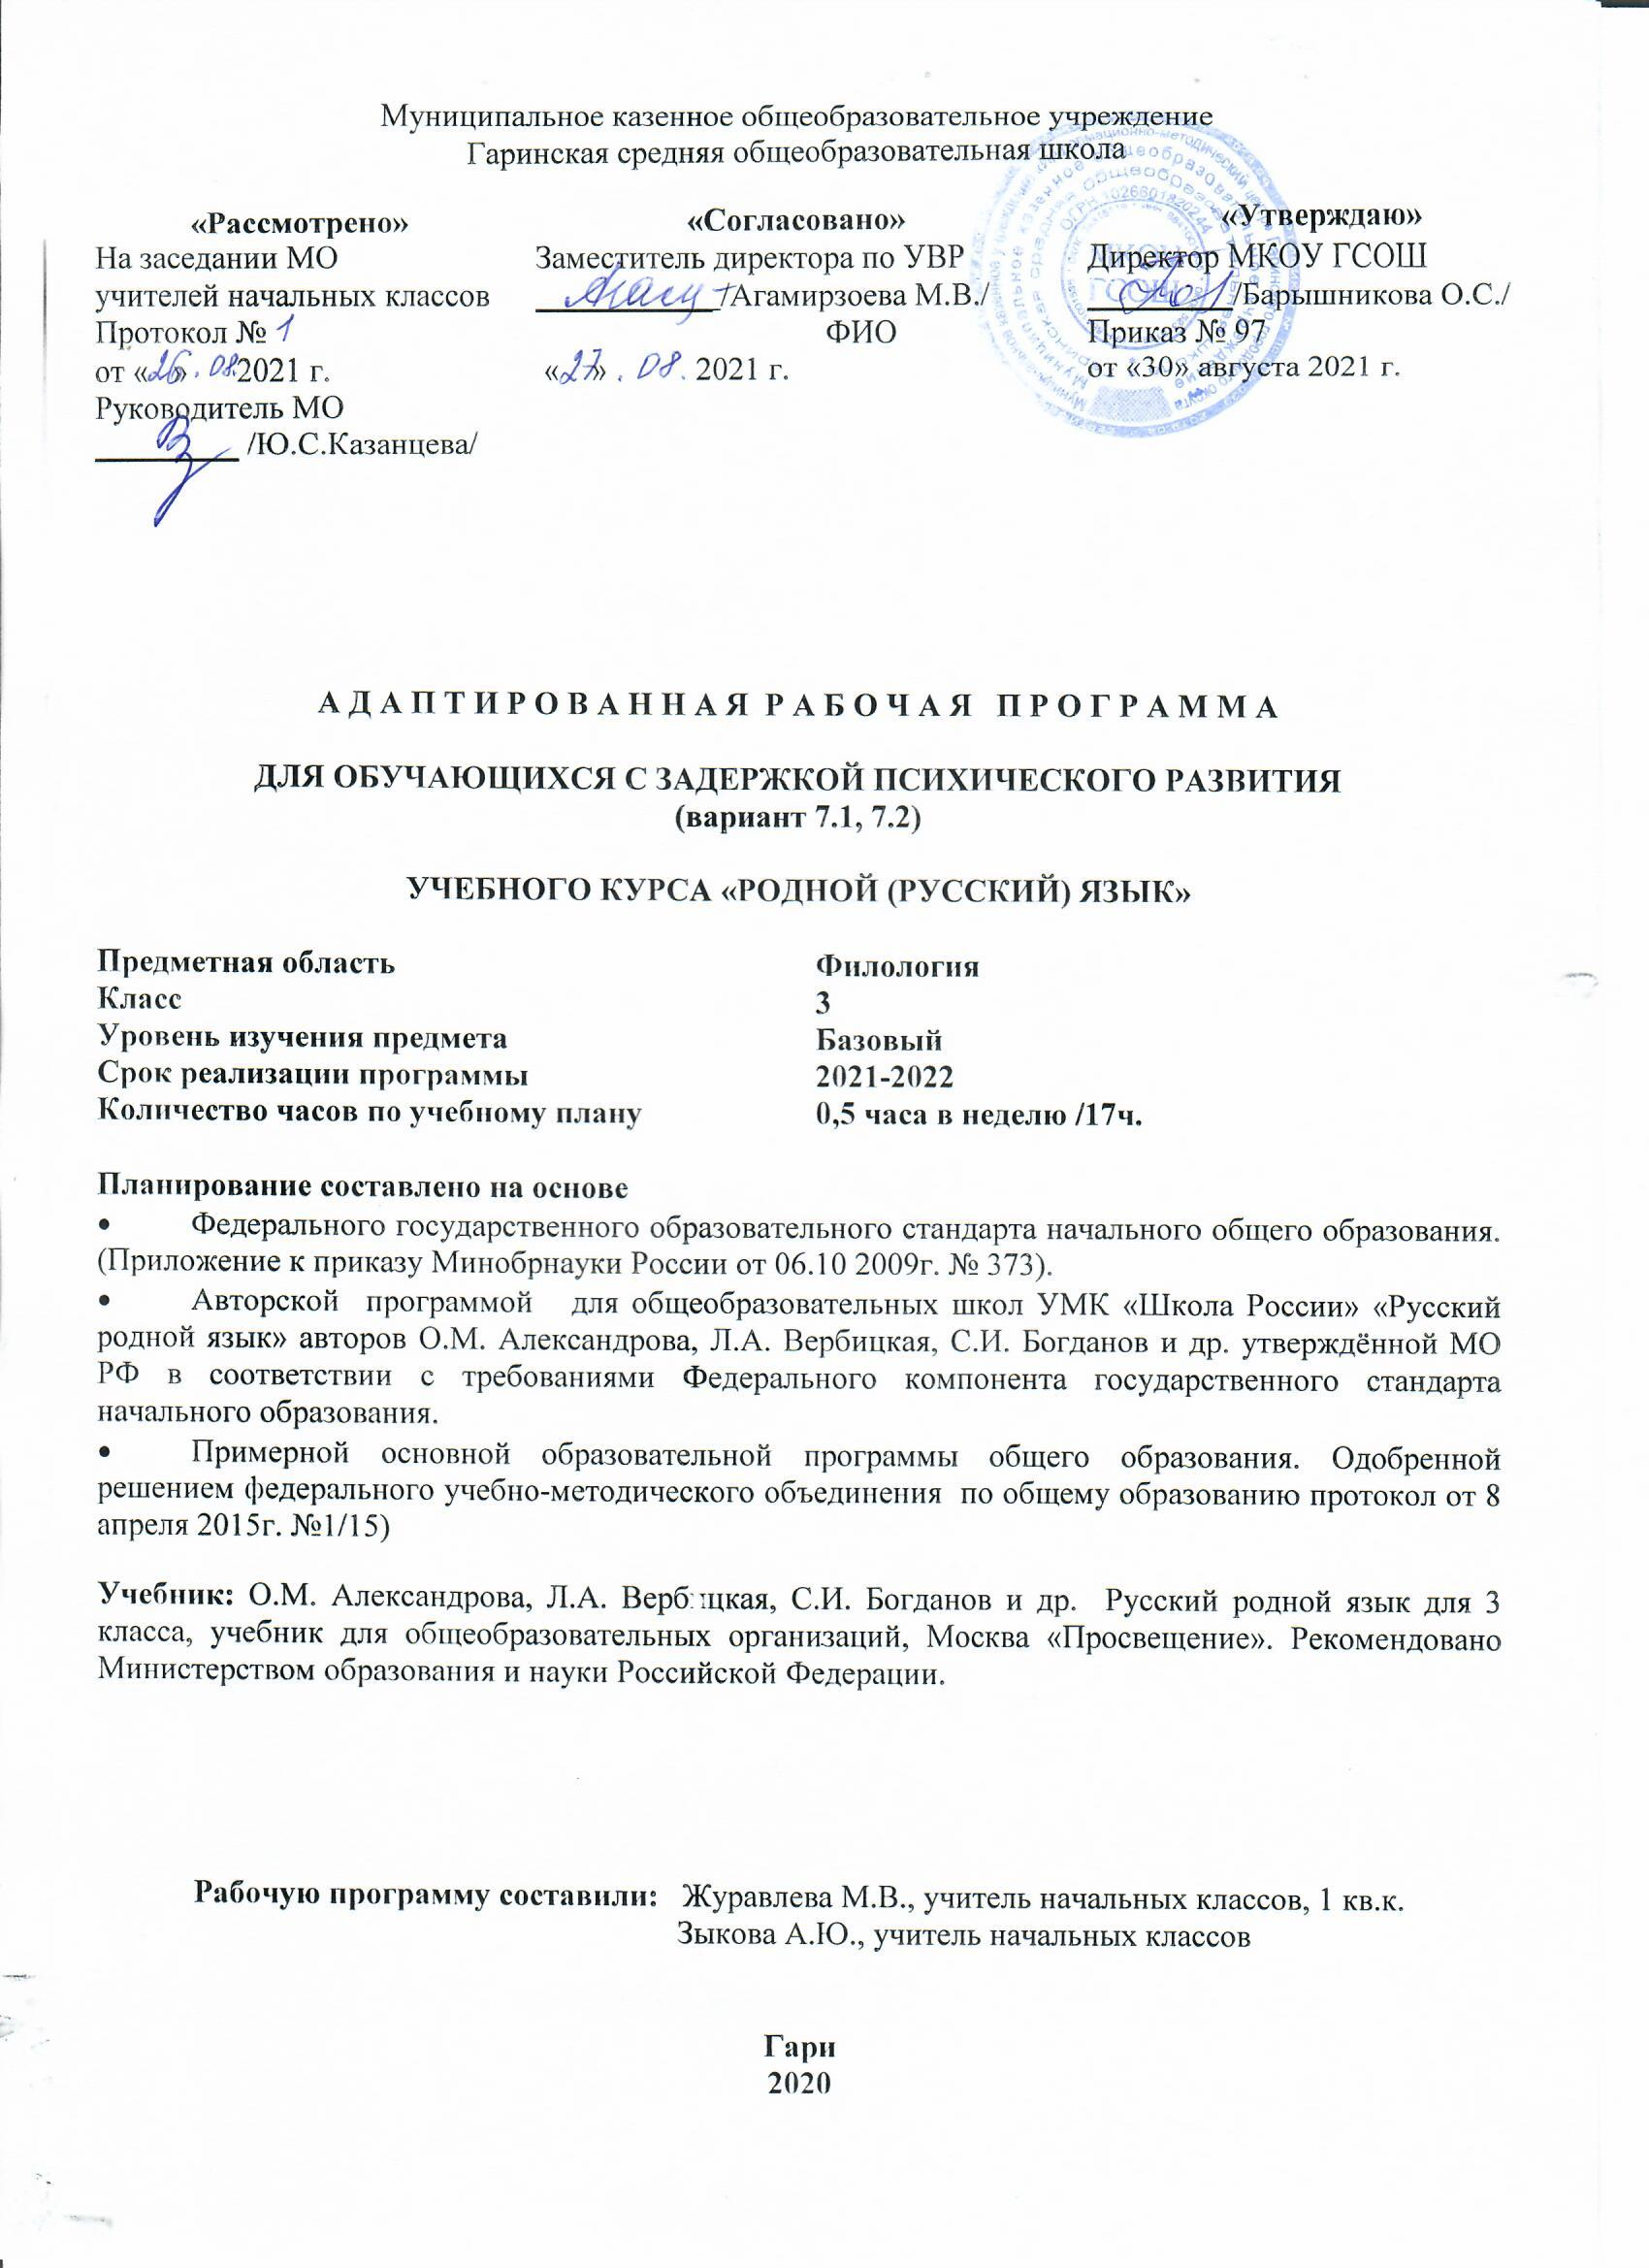 Муниципальное казенное общеобразовательное учреждение
Гаринская средняя общеобразовательная школа
«Рассмотрено»
На заседании МО
учителей начальных классов
Протокол № 1
от «26» . 08.2021 г.
Руководитель МО
/Ю.С.Казанцева/
«Согласовано»
Заместитель директора по УВР
/Агамирзоева М.В./
ФИО
«27» . 08 . 2021 г.
«Утверждаю»
Директор МКОУ ГСОШ
/Барышникова О.С./
Приказ № 97
от «30» августа 2021 г.
ОГРН 1026601820244
МКОУ
ГСОШ
А Д А П Т И Р О В А Н Н А Я Р А Б О Ч А Я П Р О Г Р А М М А
ДЛЯ ОБУЧАЮЩИХСЯ С ЗАДЕРЖКОЙ ПСИХИЧЕСКОГО РАЗВИТИЯ
(вариант 7.1, 7.2)
УЧЕБНОГО КУРСА «РОДНОЙ (РУССКИЙ) ЯЗЫК»
Предметная область Филология
Класс 3
Уровень изучения предмета Базовый
Срок реализации программы 2021-2022
Количество часов по учебному плану 0,5 часа в неделю /17ч.
Планирование составлено на основе
• Федерального государственного образовательного стандарта начального общего образования.
(Приложение к приказу Минобрнауки России от 06.10 2009г. № 373).
• Авторской программой для общеобразовательных школ УМК «Школа России» «Русский
родной язык» авторов О.М. Александрова, Л.А. Вербицкая, С.И. Богданов и др. утверждённой МО
РФ в соответствии с требованиями Федерального компонента государственного стандарта
начального образования.
• Примерной основной образовательной программы общего образования. Одобренной
решением федерального учебно-методического объединения по общему образованию протокол от 8
апреля 2015г. №1/15)
Учебник: О.М. Александрова, Л.А. Вербицкая, С.И. Богданов и др. Русский родной язык для 3
класса, учебник для общеобразовательных организаций, Москва «Просвещение». Рекомендовано
Министерством образования и науки Российской Федерации.
Рабочую программу составили: Журавлева М.В., учитель начальных классов, 1 кв.к.
Зыкова А.Ю., учитель начальных классов
Гари
2020